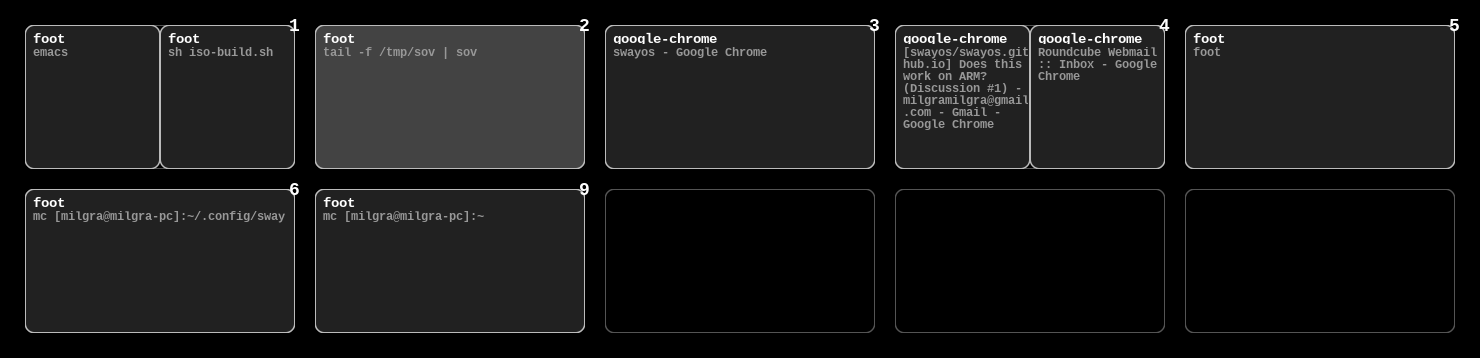 1
foot
emacs
foot
sh iso-build.sh
2
foot
tail -f /tmp/sov | sov
3
google-chrome
swayos - Google Chrome
4
google-chrome
[swayos/swayos.git
hub.io] Does this
work on ARM?
(Discussion #1) -
milgramilgra@gmail
.com - Gmail -
Google Chrome
google-chrome
Roundcube Webmail
:: Inbox - Google
Chrome
5
foot
foot
6
foot
mc [milgra@milgra-pc]:~/.config/sway
9
foot
mc [milgra@milgra-pc]:~